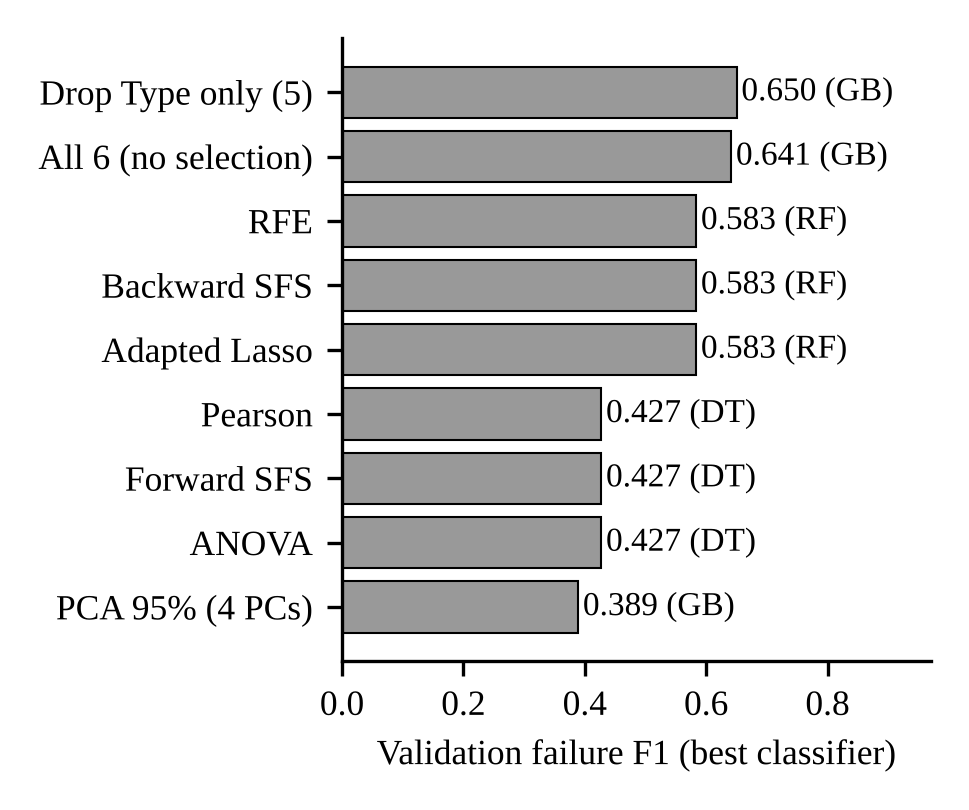 Drop Type only (5) 0.650 (GB)
All 6 (no selection) 0.641 (GB)
RFE 0.583 (RF)
Backward SFS 0.583 (RF)
Adapted Lasso 0.583 (RF)
Pearson 0.427 (DT)
Forward SFS 0.427 (DT)
ANOVA 0.427 (DT)
PCA 95% (4 PCs) 0.389 (GB)
0.0 0.2 0.4 0.6 0.8
Validation failure F1 (best classifier)